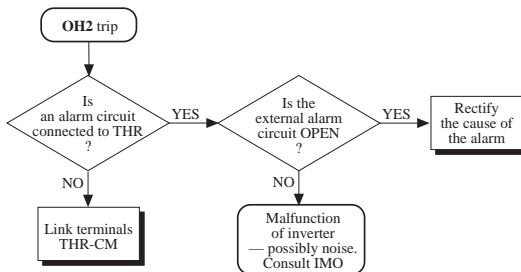 OH2 trip
Is
an alarm circuit
connected to THR
?
YES
Is the
external alarm
circuit OPEN
?
YES
Rectify
the cause of
the alarm
NO
Link terminals
THR-CM
NO
Malfunction
of inverter
— possibly noise.
Consult IMO